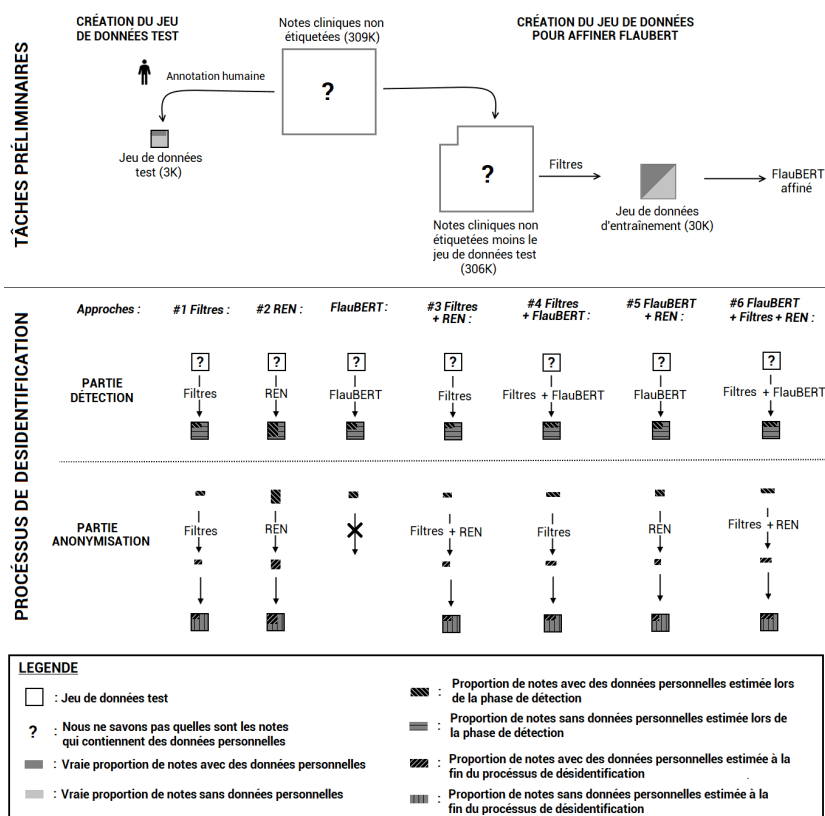 CRÉATION DU JEU
DE DONNÉES TEST
Notes cliniques non
étiquetées (309K)
CRÉATION DU JEU DE DONNÉES
POUR AFFINER FLAUBERT
TÂCHES PRÉLIMINAIRES
Annotation humaine
?
Jeu de données
test (3K)
?
Filtres
FlauBERT
affiné
Notes cliniques non
étiquetées moins le
jeu de données test
(306K)
Jeu de données
d'entraînement (30K)
PROCÉSSUS DE DESIDENTIFICATION
Approches :
#1 Filtres :
#2 REN :
FlauBERT :
#3 Filtres
+ REN :
#4 Filtres
+ FlauBERT :
#5 FlauBERT
+ REN :
#6 FlauBERT
+ Filtres + REN :
? ? ? ? ? ? ?
PARTIE
DÉTECTION
Filtres
REN
FlauBERT
Filtres
Filtres + FlauBERT
FlauBERT
Filtres + FlauBERT
PARTIE
ANONYMISATION
Filtres
REN
Filtres + REN
Filtres
REN
Filtres + REN
LEGENDE
: Jeu de données test
? : Nous ne savons pas quelles sont les notes
qui contiennent des données personnelles
: Vraie proportion de notes avec des données personnelles
: Vraie proportion de notes sans données personnelles
: Proportion de notes avec des données personnelles estimée lors
de la phase de détection
: Proportion de notes sans données personnelles estimée lors de
la phase de détection
: Proportion de notes avec des données personnelles estimée à la
fin du procéssus de désidentification
: Proportion de notes sans données personnelles estimée à la
fin du procéssus de désidentification